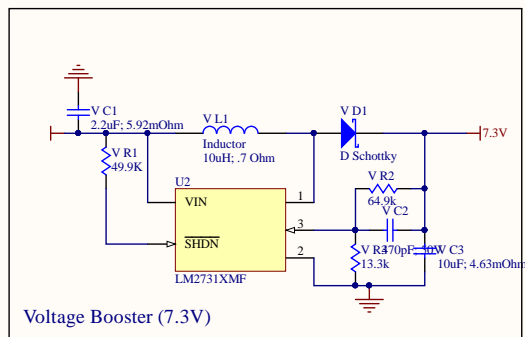 V C1
2.2uF; 5.92mOhm
V R1
49.9K
V L1
Inductor
10uH; .7 Ohm
V D1
D Schottky
7.3V
U2
VIN
SHDN
LM2731XMF
1
3
2
V R2
64.9k
V C2
470pF; 50V
V R3
13.3k
V C3
10uF; 4.63mOhm
Voltage Booster (7.3V)